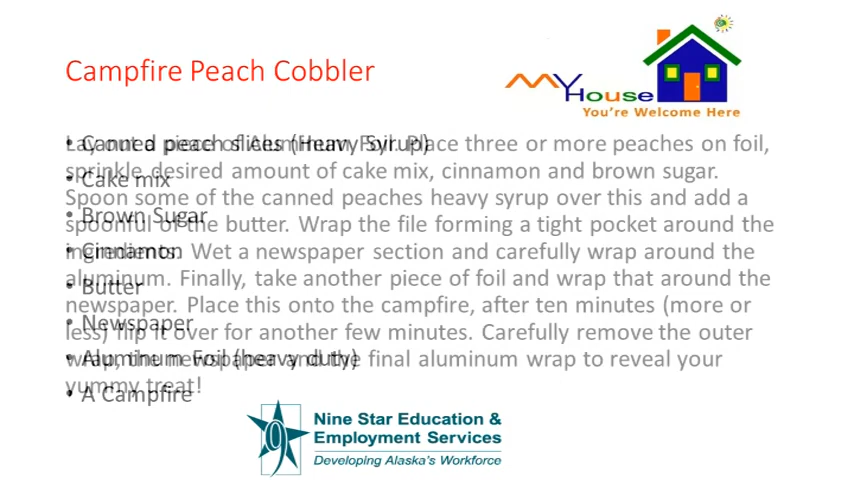 Campfire Peach Cobbler
MYHouse
You're Welcome Here
• Canned peach slices (Heavy Syrup)
• Cake mix
• Brown Sugar
• Cinnamon
• Butter
• Newspaper
• Aluminum Foil (heavy duty)
• A Campfire
Lay out a piece of Aluminum Foil. Place three or more peaches on foil,
sprinkle desired amount of cake mix, cinnamon and brown sugar.
Spoon some of the canned peaches heavy syrup over this and add a
spoonful of the butter. Wrap the file forming a tight pocket around the
ingredients. Wet a newspaper section and carefully wrap around the
aluminum. Finally, take another piece of foil and wrap that around the
newspaper. Place this onto the campfire, after ten minutes (more or
less) flip it over for another few minutes. Carefully remove the outer
wrap, the newspaper and the final aluminum wrap to reveal your
yummy treat!
9
Nine Star Education &
Employment Services
Developing Alaska's Workforce